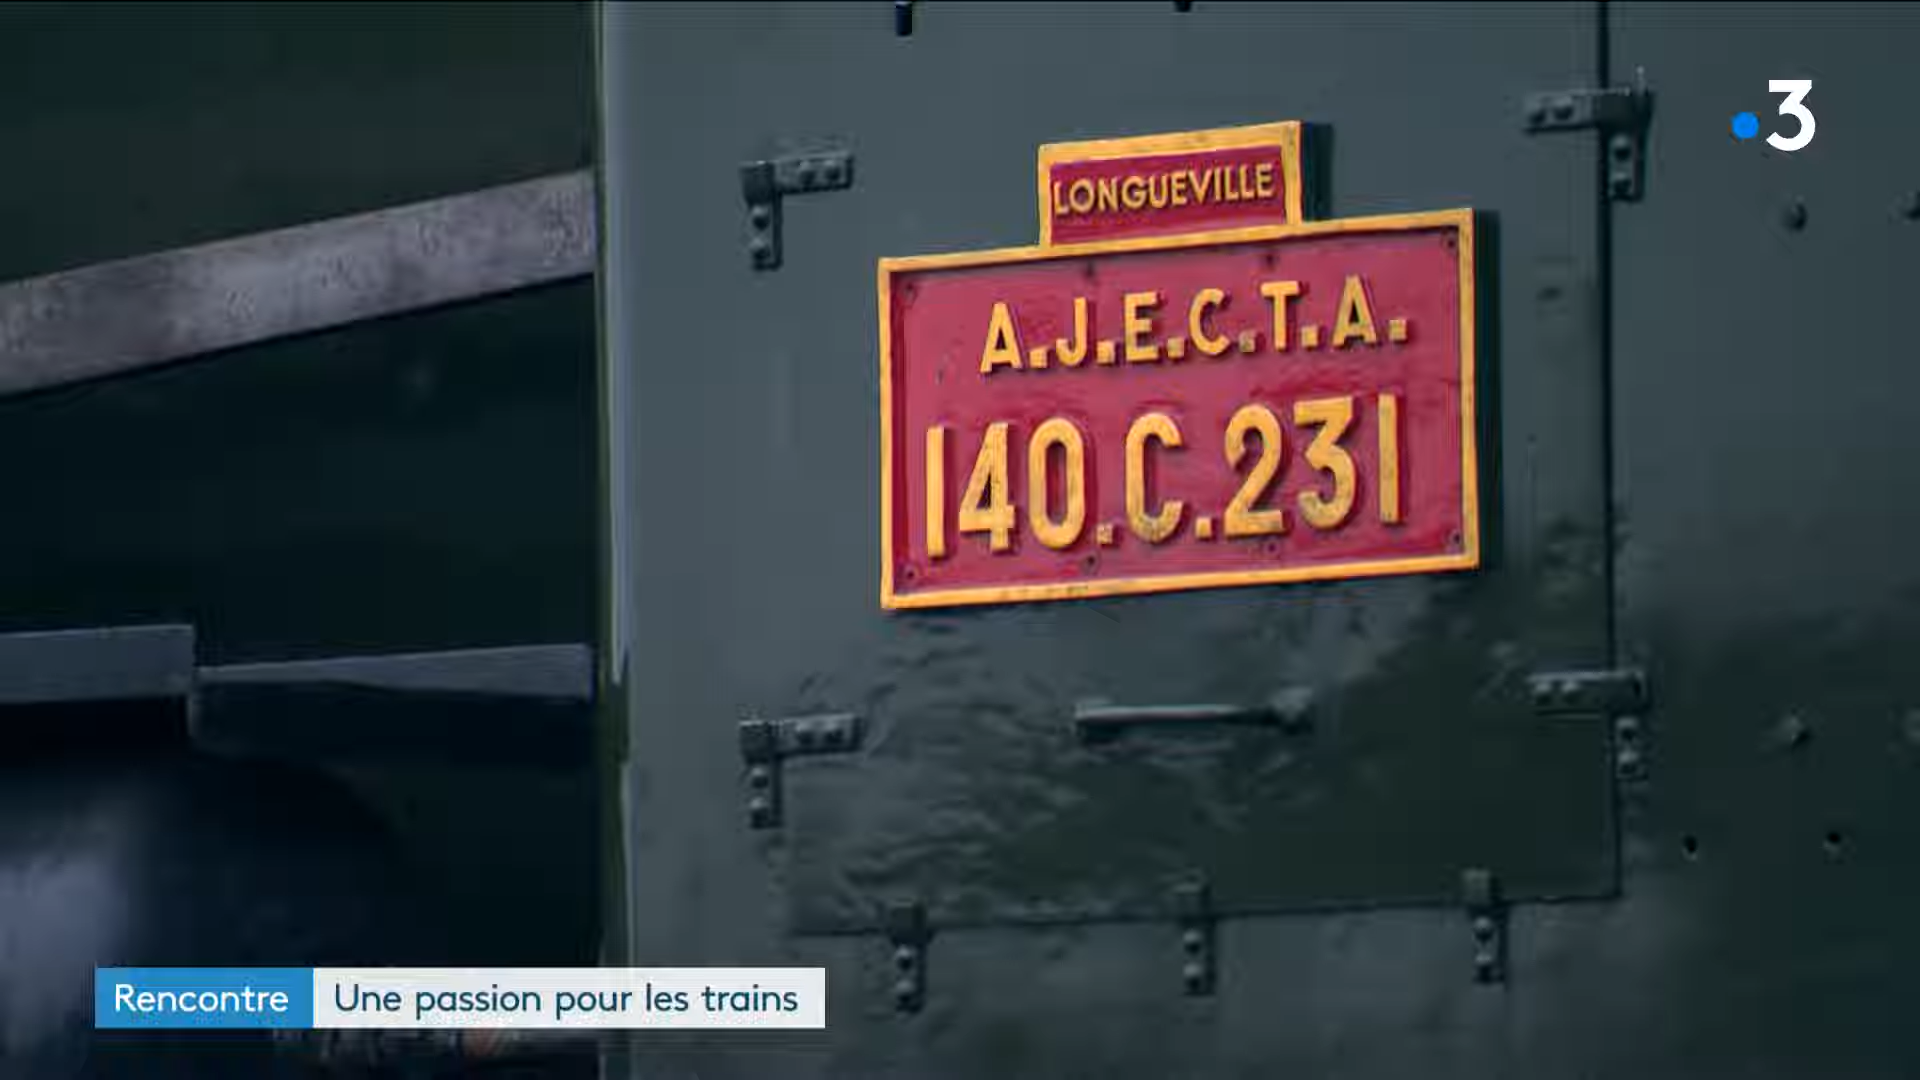 .3
LONGUEVILLE
A.J.E.C.T.A.
140.C.231
Rencontre Une passion pour les trains